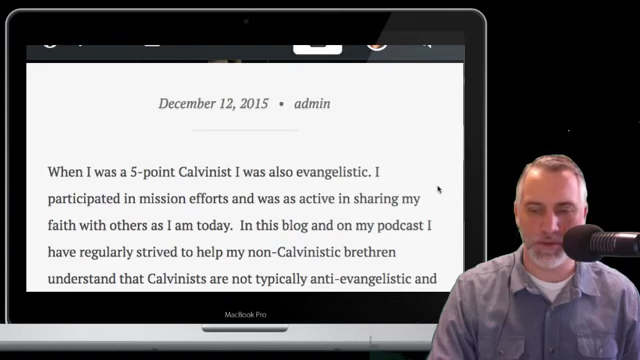 December 12, 2015 • admin
When I was a 5-point Calvinist I was also evangelistic. I
participated in mission efforts and was as active in sharing my
faith with others as I am today. In this blog and on my podcast I
have regularly strived to help my non-Calvinistic brethren
understand that Calvinists are not typically anti-evangelistic and
MacBook Pro